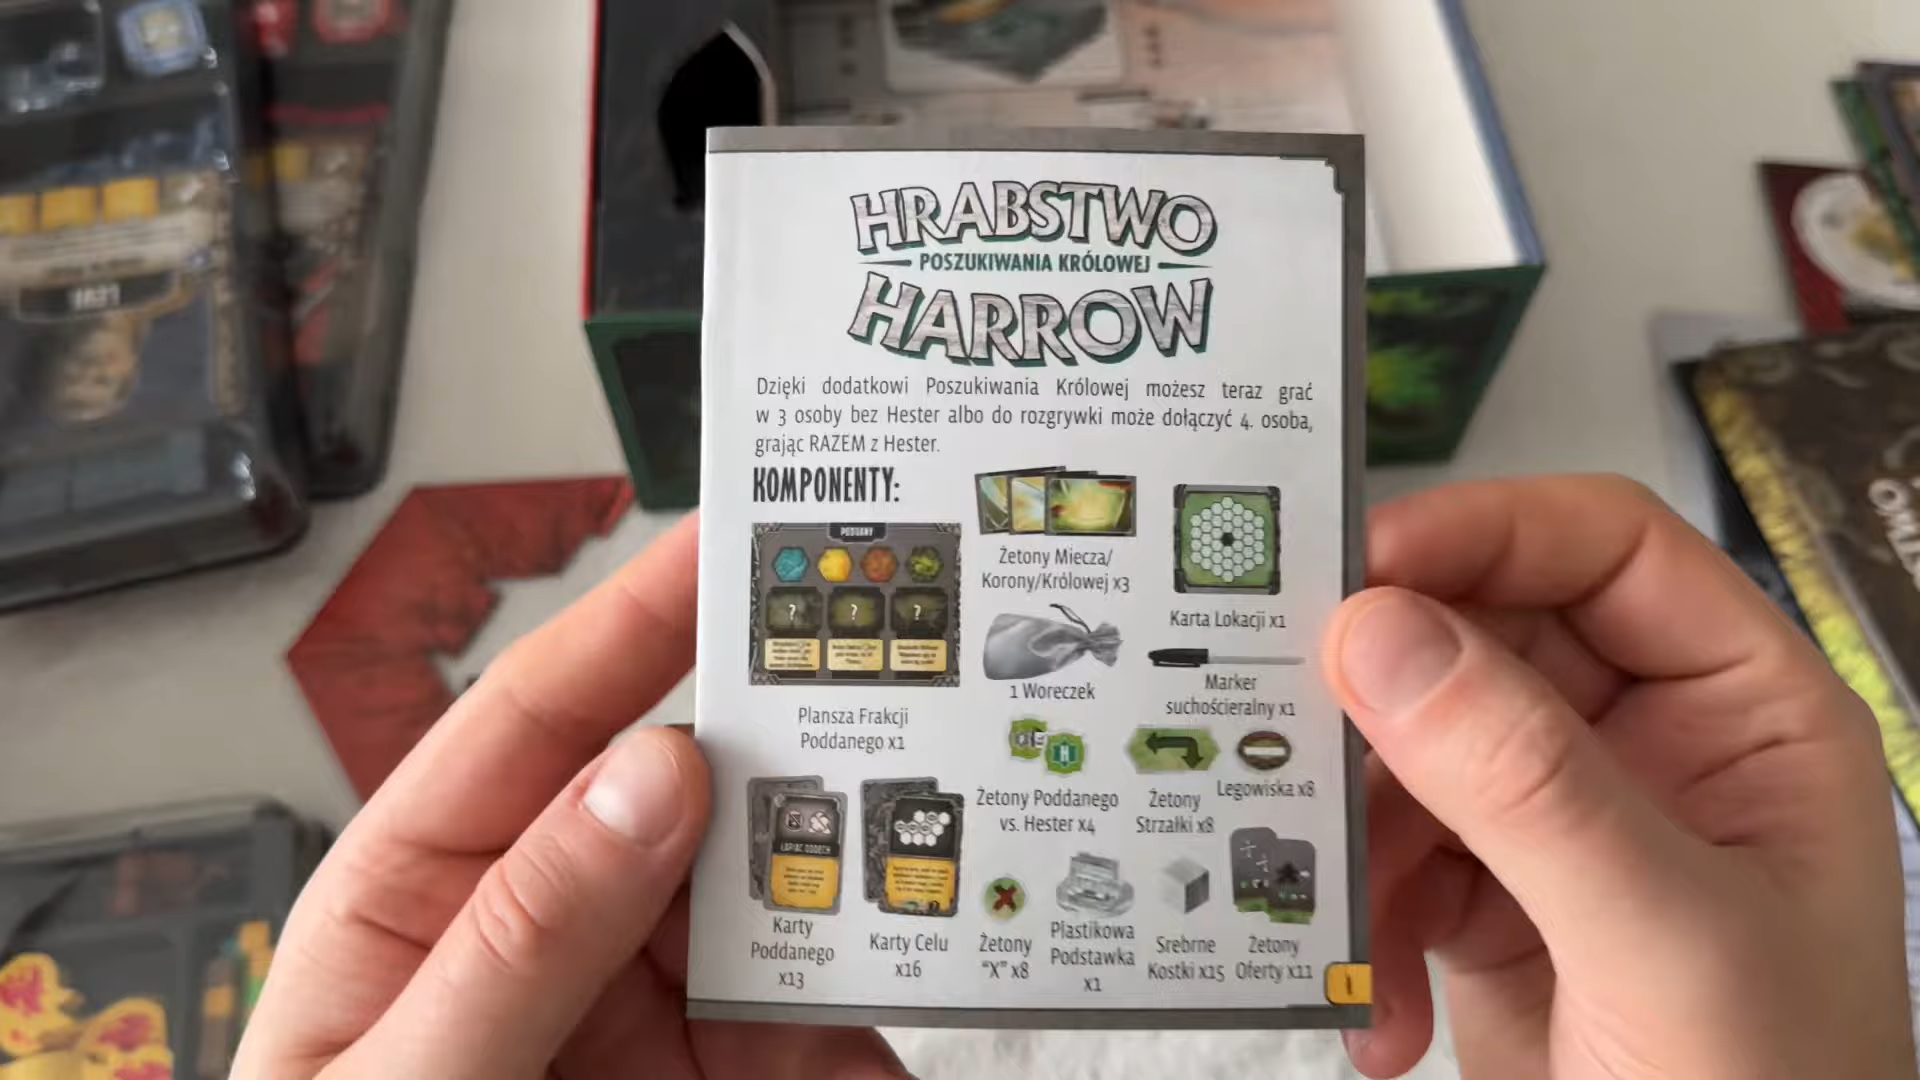 HRABSTWO
POSZUKIWANIA KRÓLOWEJ
HARROW
Dzięki dodatkowi Poszukiwania Królowej możesz teraz grać
w 3 osoby bez Hester albo do rozgrywki może dołączyć 4. osoba,
grając RAZEM z Hester.
KOMPONENTY:
PODDANY
? ? ?
Plansza Frakcji
Poddanego x1
Żetony Miecza/
Korony/Królowej x3
Karta Lokacji x1
1 Woreczek
Marker
suchościeralny x1
Żetony Poddanego
vs. Hester x4
Żetony
Strzałki x8
Legowiska x8
ŁAPIĄC ODDECH
Karty
Poddanego
x13
Karty Celu
x16
Żetony
"X" x8
Plastikowa
Podstawka
x1
Srebrne
Kostki x15
Żetony
Oferty x11
1